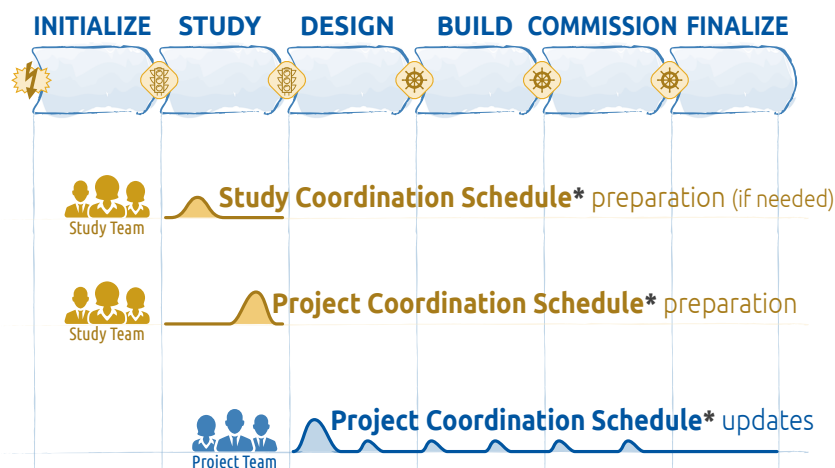 INITIALIZE STUDY DESIGN BUILD COMMISSION FINALIZE
Study Coordination Schedule* preparation (if needed)
Study Team
Project Coordination Schedule* preparation
Study Team
Project Coordination Schedule* updates
Project Team